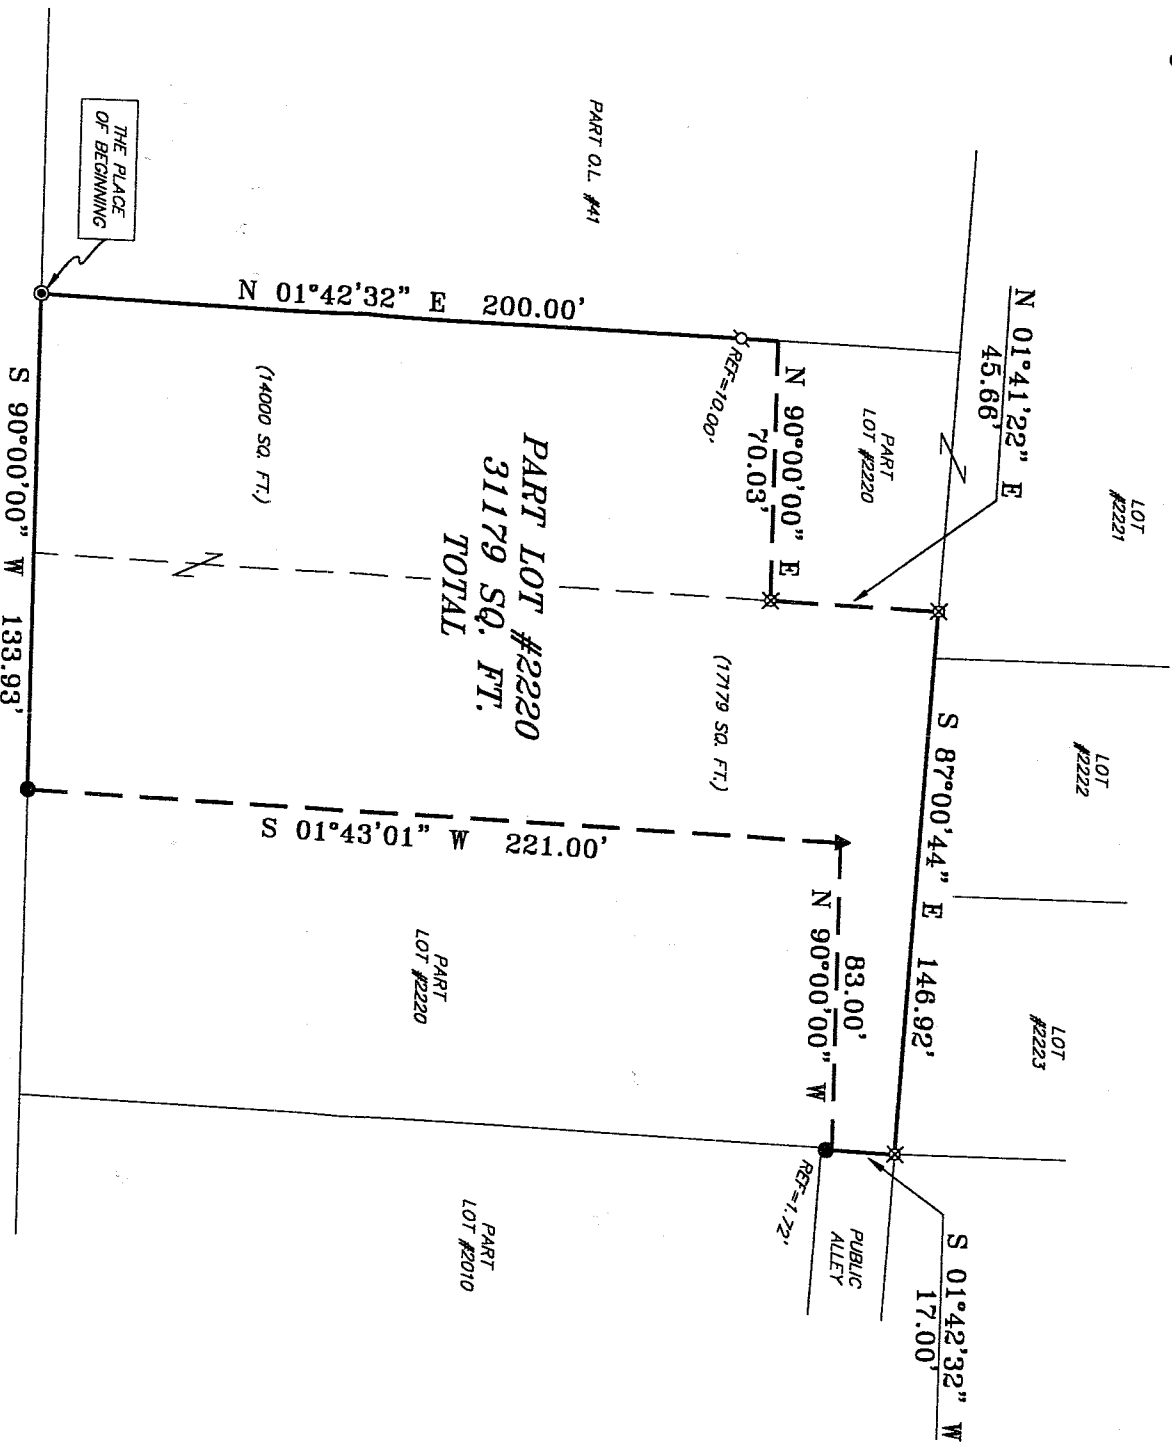 THE PLACE
OF BEGINNING
PART O.L. #41
N 01°42'32" E 200.00'
REF=10.00'
N 90°00'00" E
70.03'
PART
LOT #2220
N 01°41'22" E
45.66'
LOT
#2221
LOT
#2222
LOT
#2223
S 87°00'44" E 146.92'
S 01°42'32" W
17.00'
PUBLIC
ALLEY
REF=1.72'
83.00'
N 90°00'00" W
(14000 SQ. FT.)
PART LOT #2220
31179 SQ. FT.
TOTAL
(17179 SQ. FT.)
S 01°43'01" W 221.00'
PART
LOT #2220
PART
LOT #2010
S 90°00'00" W 133.93'